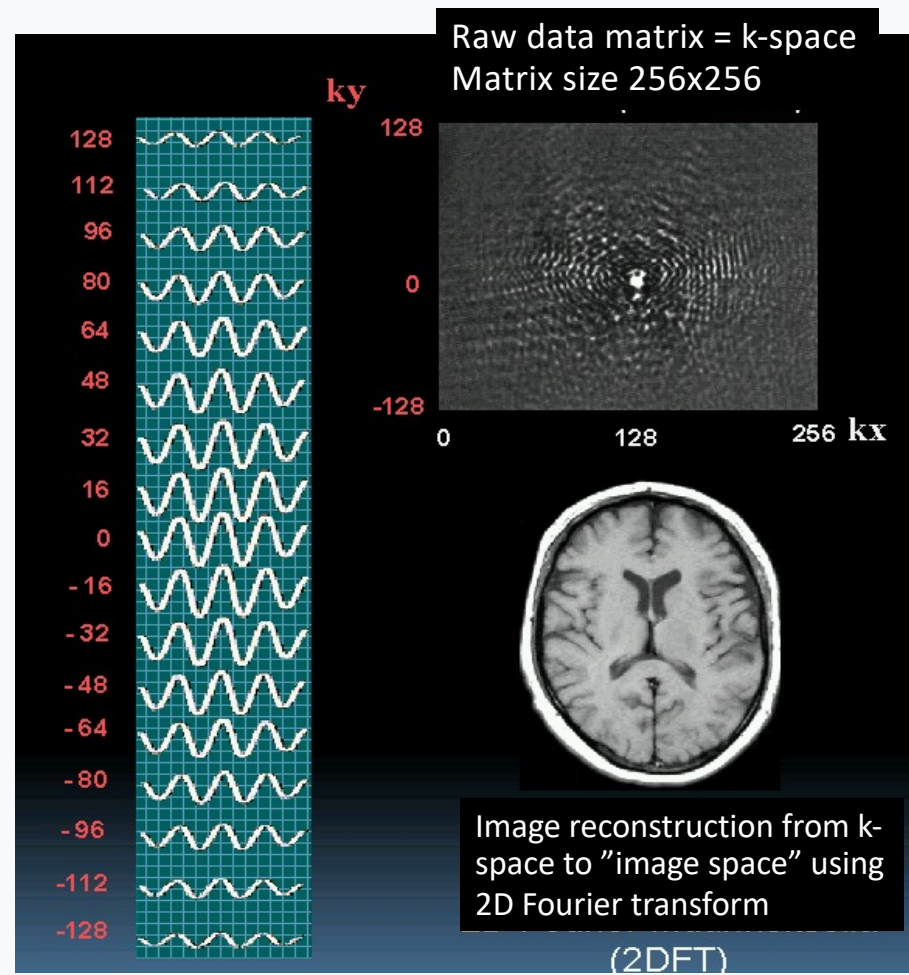 Raw data matrix = k-space
Matrix size 256x256
ky
128
112
96
80
64
48
32
16
0
-16
-32
-48
-64
-80
-96
-112
-128
128
0
-128
0 128 256 kx
Image reconstruction from k-
space to ”image space” using
2D Fourier transform
(2DFT)